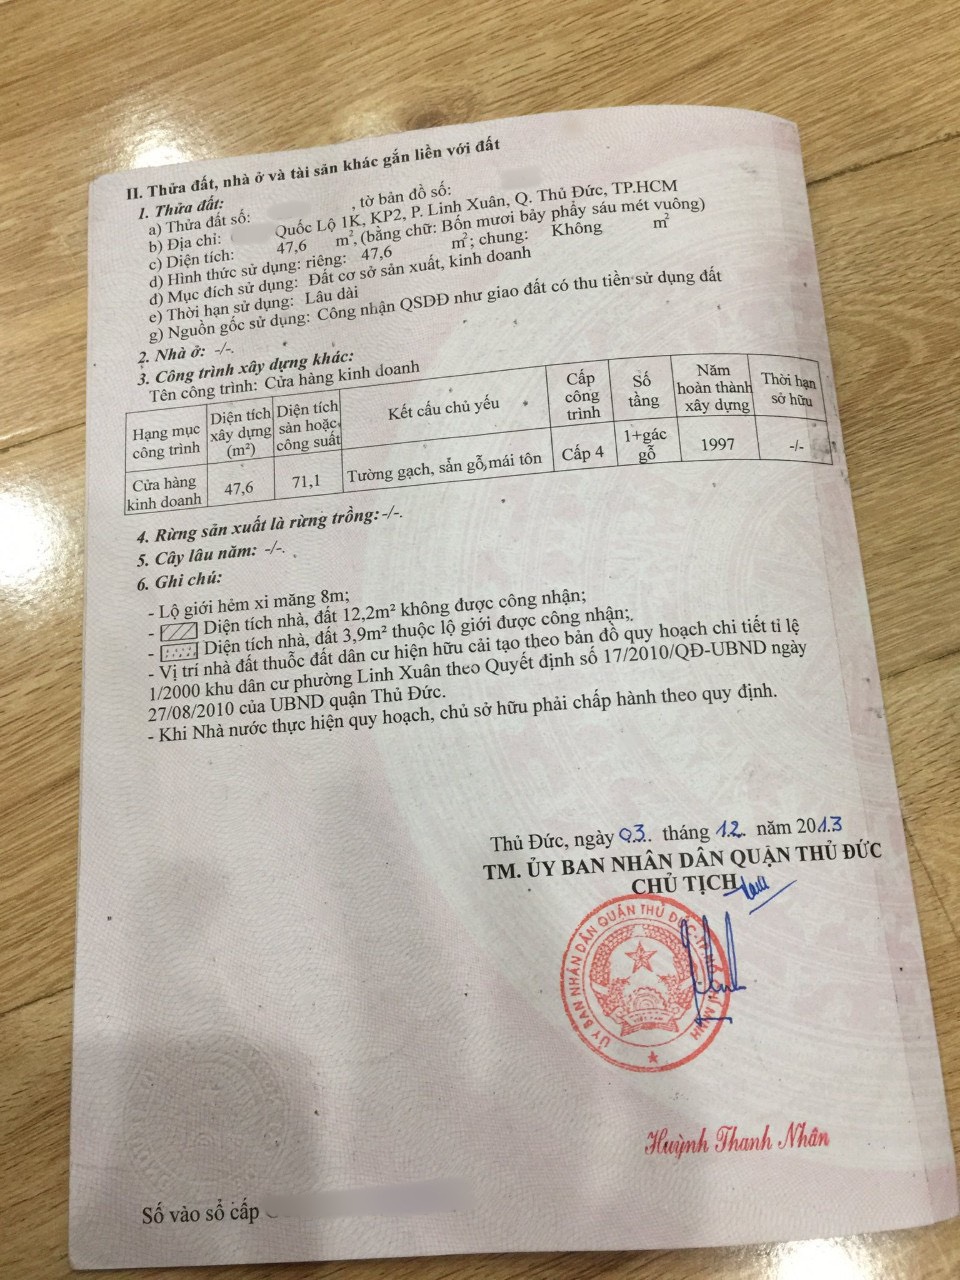 II. Thửa đất, nhà ở và tài sản khác gắn liền với đất
1. Thửa đất:
a) Thửa đất số: , tờ bản đồ số:
b) Địa chỉ: Quốc Lộ 1K, KP2, P. Linh Xuân, Q. Thủ Đức, TP.HCM
c) Diện tích: 47,6 m², (bằng chữ: Bốn mươi bảy phẩy sáu mét vuông)
d) Hình thức sử dụng: riêng: 47,6 m²; chung: Không m²
đ) Mục đích sử dụng: Đất cơ sở sản xuất, kinh doanh
e) Thời hạn sử dụng: Lâu dài
g) Nguồn gốc sử dụng: Công nhận QSDĐ như giao đất có thu tiền sử dụng đất
2. Nhà ở: -/-.
3. Công trình xây dựng khác:
Tên công trình: Cửa hàng kinh doanh
Hạng mục công trình Diện tích xây dựng (m²) Diện tích sàn hoặc công suất Kết cấu chủ yếu Cấp công trình Số tầng Năm hoàn thành xây dựng Thời hạn sở hữu
Cửa hàng kinh doanh 47,6 71,1 Tường gạch, sẳn gỗ,mái tôn Cấp 4 1+gác gỗ 1997 -/-
4. Rừng sản xuất là rừng trồng:-/-.
5. Cây lâu năm: -/-.
6. Ghi chú:
- Lộ giới hẻm xi măng 8m;
- Diện tích nhà, đất 12,2m² không được công nhận;
- Diện tích nhà, đất 3,9m² thuộc lộ giới được công nhận;.
- Vị trí nhà đất thuộc đất dân cư hiện hữu cải tạo theo bản đồ quy hoạch chi tiết tỉ lệ
1/2000 khu dân cư phường Linh Xuân theo Quyết định số 17/2010/QĐ-UBND ngày
27/08/2010 của UBND quận Thủ Đức.
- Khi Nhà nước thực hiện quy hoạch, chủ sở hữu phải chấp hành theo quy định.
Thủ Đức, ngày 03 tháng 12 năm 2013
TM. ỦY BAN NHÂN DÂN QUẬN THỦ ĐỨC
CHỦ TỊCH
ỦY BAN NHÂN DÂN QUẬN THỦ ĐỨC-TP.HỒ CHÍ MINH
Huỳnh Thanh Nhân
Số vào sổ cấp